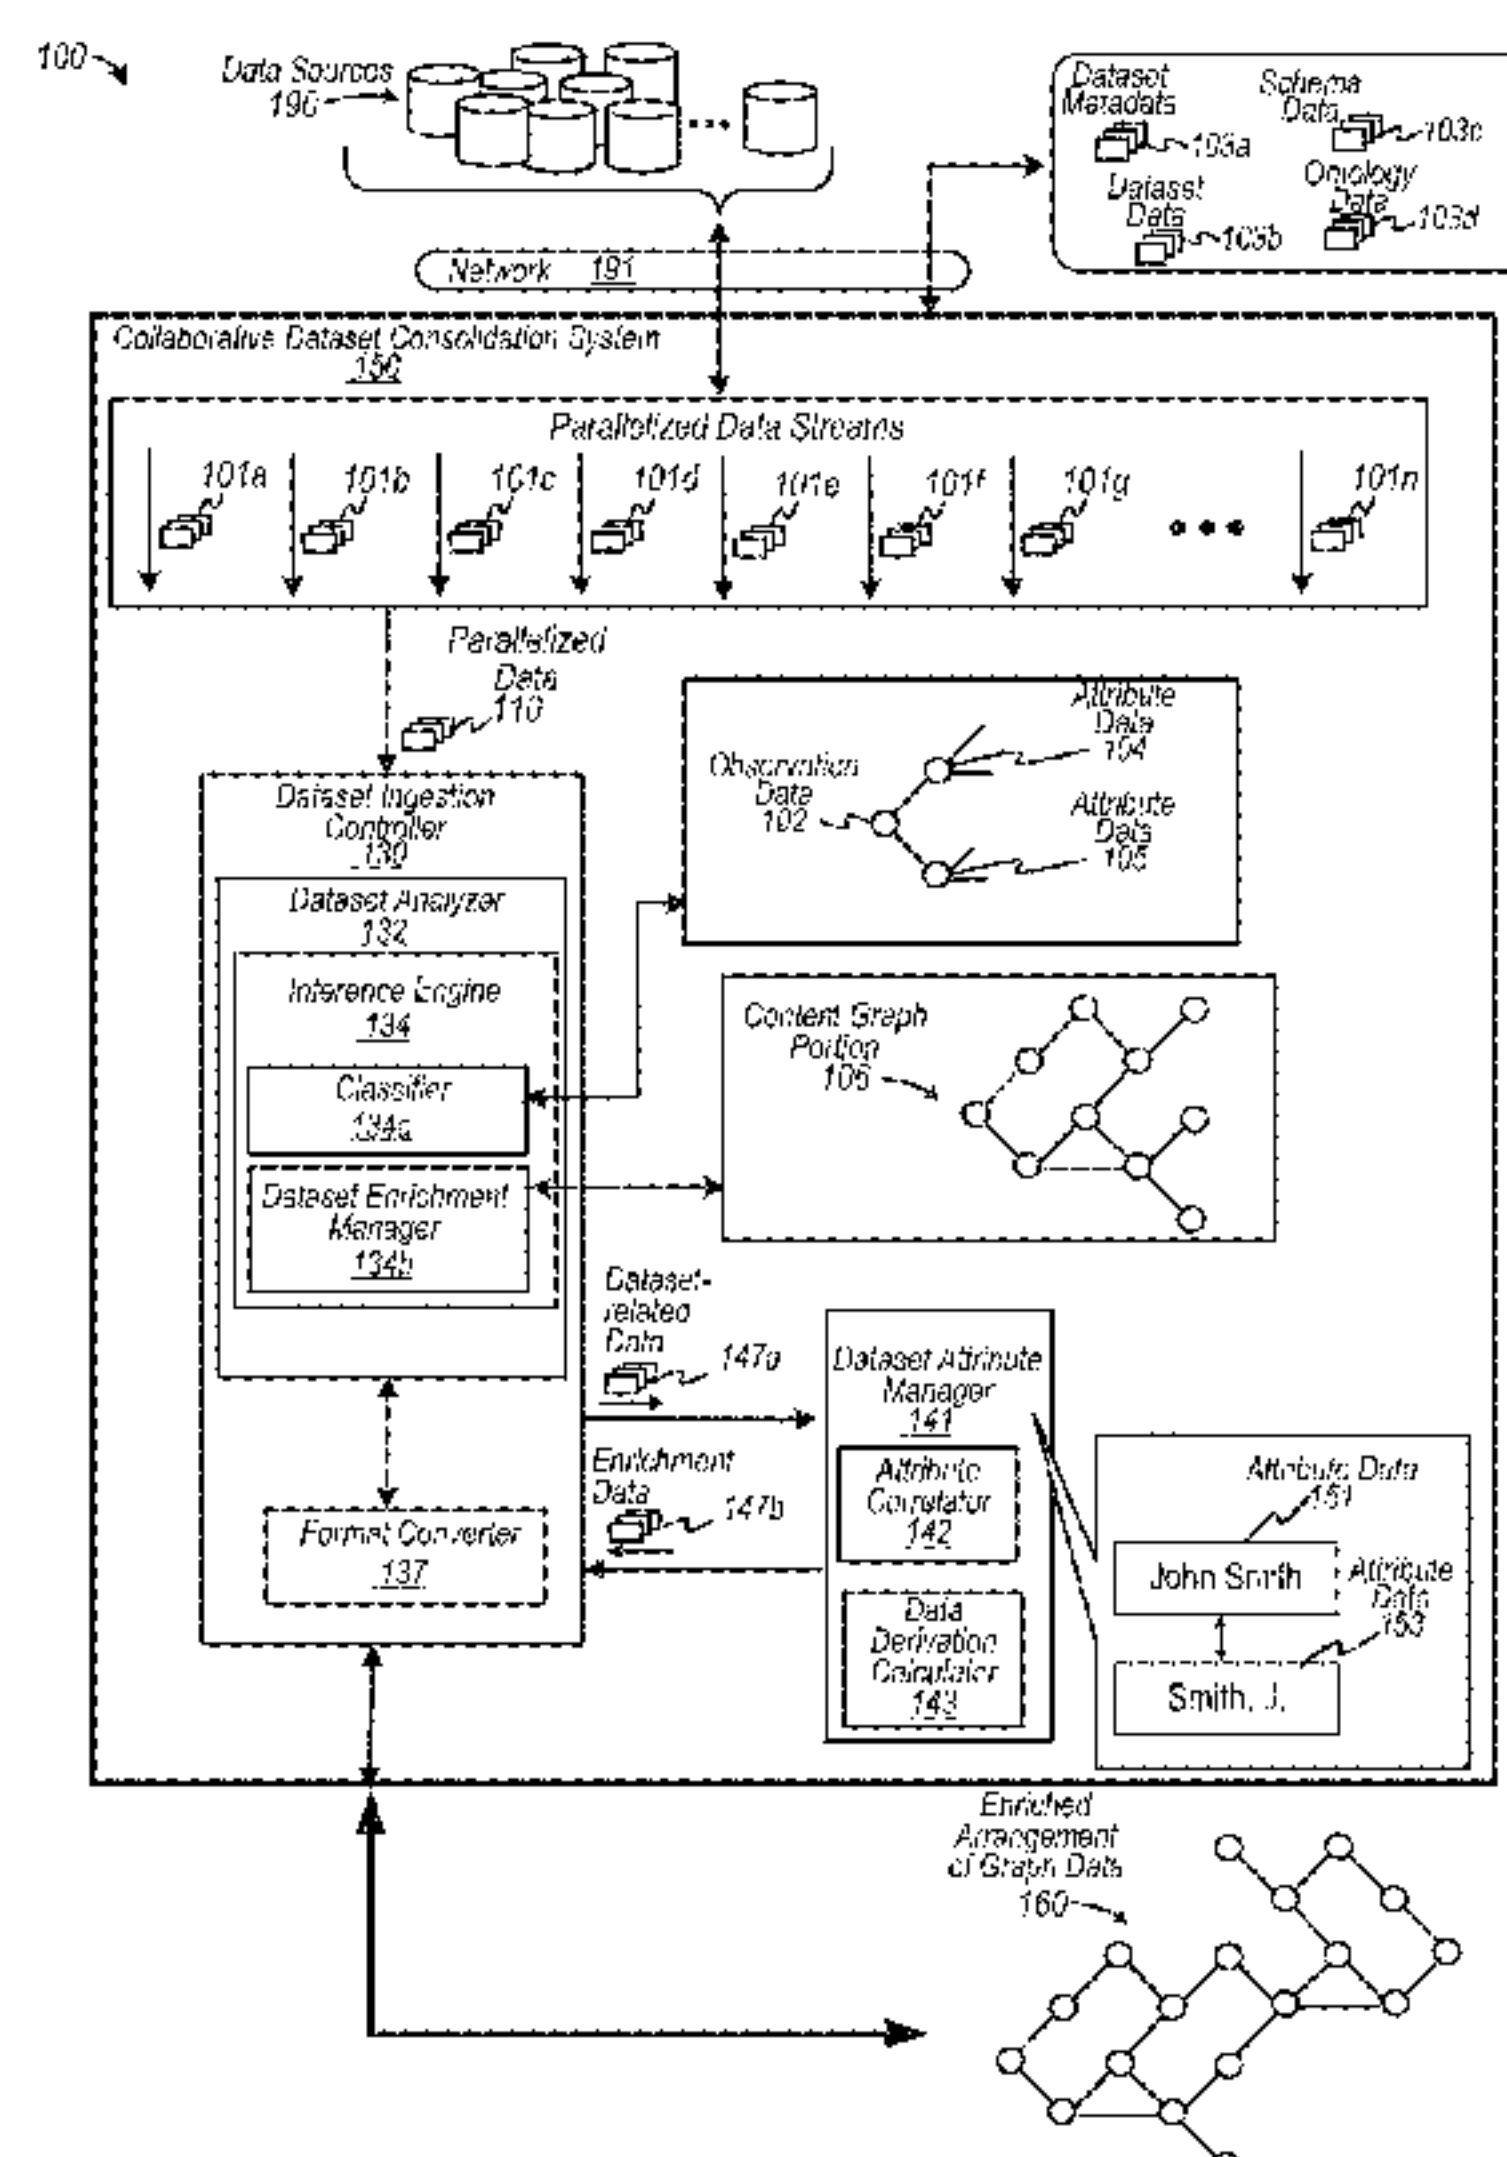 100
Data Sources
190
Dataset
Metadata
103a
Schema
Data
103c
Dataset
Data
103b
Ontology
Data
103d
Network 191
Collaborative Dataset Consolidation System
150
Parallelized Data Streams
101a
101b
101c
101d
101e
101f
101g
101n
Parallelized
Data
110
Dataset Ingestion
Controller
130
Dataset Analyzer
132
Inference Engine
134
Classifier
134a
Dataset Enrichment
Manager
134b
Format Converter
137
Observation
Data
102
Attribute
Data
104
Attribute
Data
105
Content Graph
Portion
106
Dataset-
related
Data
147a
Enrichment
Data
147b
Dataset Attribute
Manager
141
Attribute
Correlator
142
Data
Derivation
Calculator
143
Attribute Data
151
John Smith
Attribute
Data
153
Smith, J.
Enriched
Arrangement
of Graph Data
160